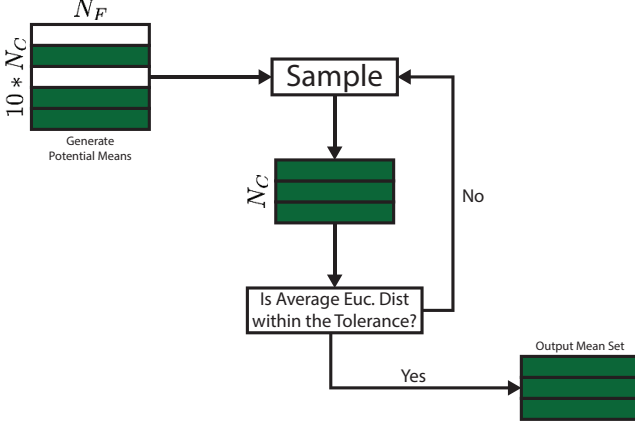 N_F
10 * N_C
Generate
Potential Means
Sample
N_C
No
Is Average Euc. Dist
within the Tolerance?
Yes
Output Mean Set